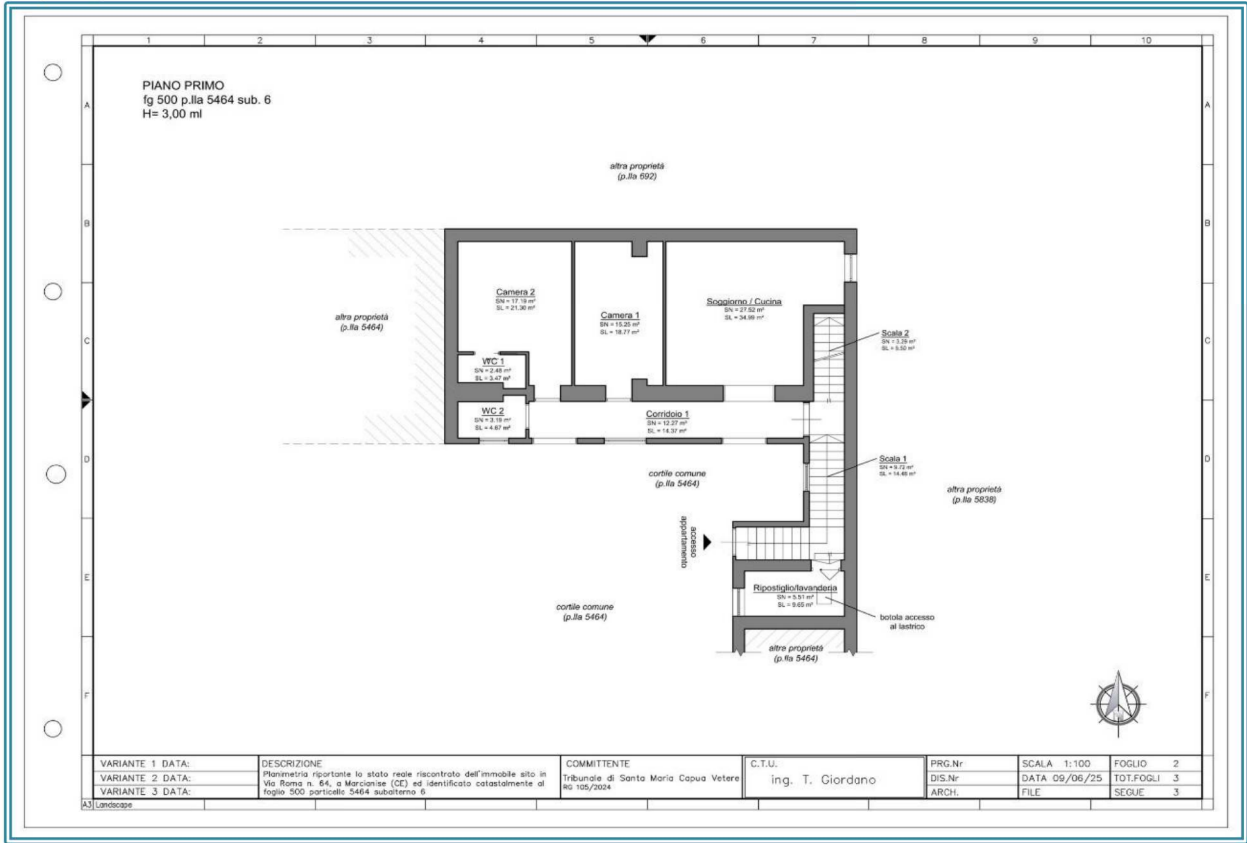 1 2 3 4 5 6 7 8 9 10
PIANO PRIMO
fg 500 p.lla 5464 sub. 6
H= 3,00 ml
A A
altra proprietà
(p.lla 692)
B B
Camera 2
SN = 17.19 m²
SL = 21.30 m²
Camera 1
SN = 15.25 m²
SL = 18.77 m²
Soggiorno / Cucina
SN = 27.52 m²
SL = 34.99 m²
altra proprietà
(p.lla 5464)
Scala 2
SN = 3.29 m²
SL = 5.50 m²
C C
WC 1
SN = 2.48 m²
SL = 3.47 m²
WC 2
SN = 3.19 m²
SL = 4.67 m²
Corridoio 1
SN = 12.27 m²
SL = 14.37 m²
D D
Scala 1
SN = 9.72 m²
SL = 14.46 m²
cortile comune
(p.lla 5464)
altra proprietà
(p.lla 5838)
accesso
appartamento
E E
Ripostiglio/lavanderia
SN = 5.51 m²
SL = 9.65 m²
cortile comune
(p.lla 5464)
botola accesso
al lastrico
altra proprietà
(p.lla 5464)
F F
VARIANTE 1 DATA:
VARIANTE 2 DATA:
VARIANTE 3 DATA:
DESCRIZIONE
Planimetria riportante lo stato reale riscontrato dell'immobile sito in
Via Roma n. 64, a Marcianise (CE) ed identificato catastalmente al
foglio 500 particella 5464 subalterno 6
COMMITTENTE
Tribunale di Santa Maria Capua Vetere
RG 105/2024
C.T.U.
ing. T. Giordano
PRG.Nr
DIS.Nr
ARCH.
SCALA 1:100
DATA 09/06/25
FILE
FOGLIO 2
TOT.FOGLI 3
SEGUE 3
A3 Landscape